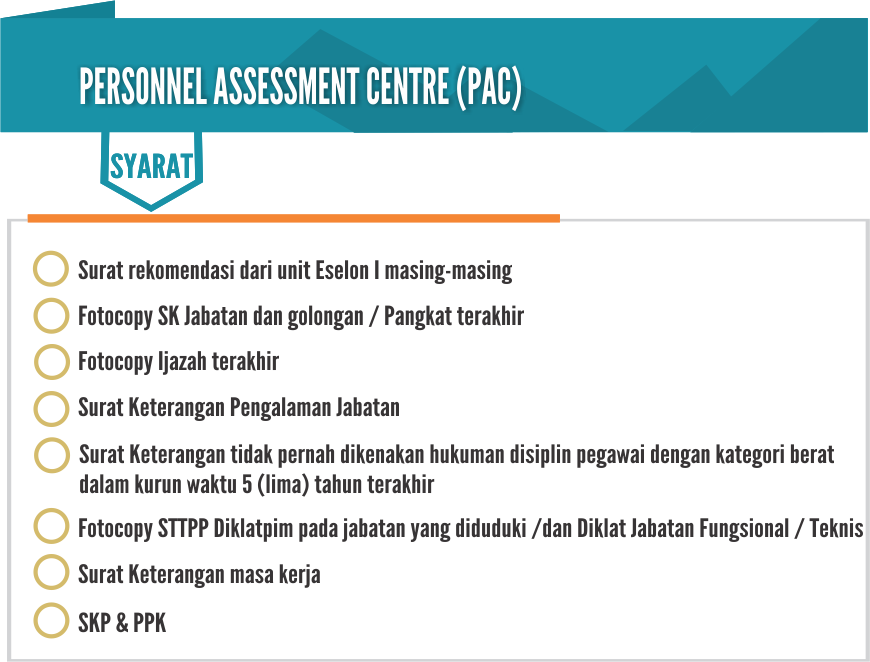 PERSONNEL ASSESSMENT CENTRE (PAC)
SYARAT
Surat rekomendasi dari unit Eselon I masing-masing
Fotocopy SK Jabatan dan golongan / Pangkat terakhir
Fotocopy Ijazah terakhir
Surat Keterangan Pengalaman Jabatan
Surat Keterangan tidak pernah dikenakan hukuman disiplin pegawai dengan kategori berat
dalam kurun waktu 5 (lima) tahun terakhir
Fotocopy STTPP Diklatpim pada jabatan yang diduduki /dan Diklat Jabatan Fungsional / Teknis
Surat Keterangan masa kerja
SKP & PPK